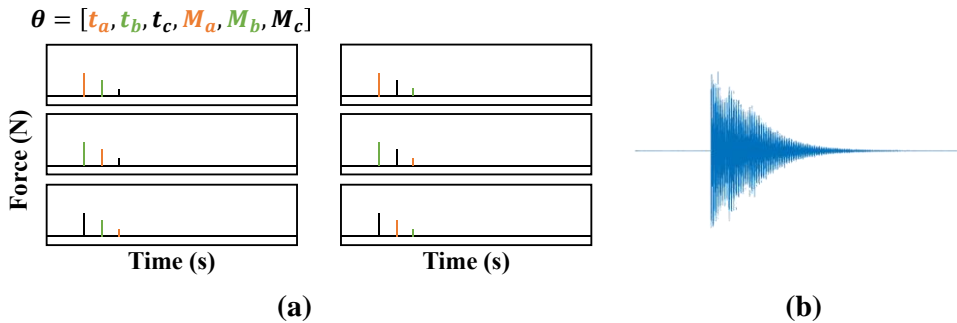 θ = [t_a, t_b, t_c, M_a, M_b, M_c]
Force (N)
Time (s)
Time (s)
(a)
(b)